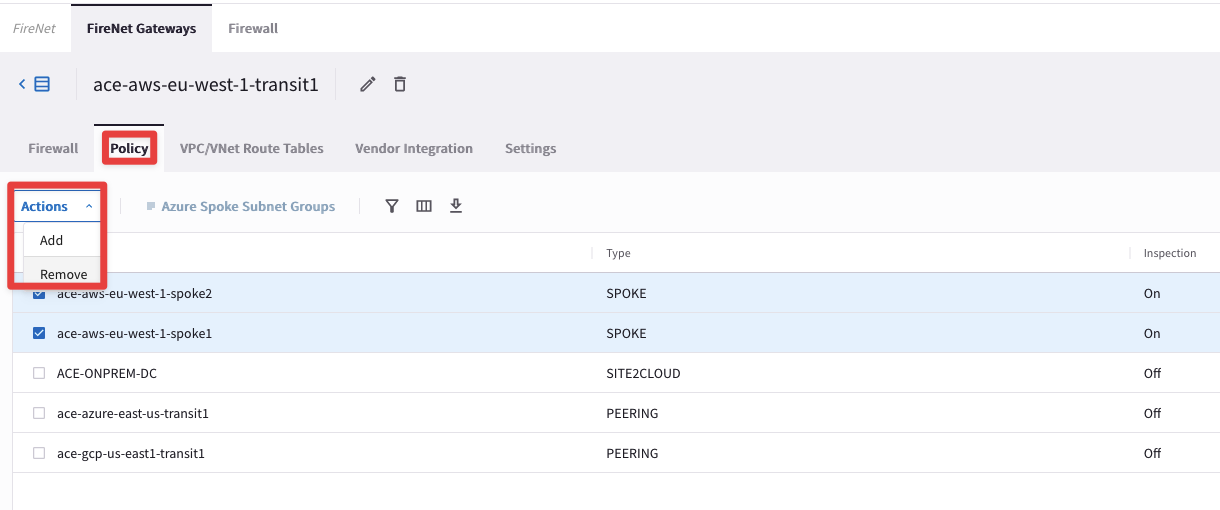 FireNet FireNet Gateways Firewall
ace-aws-eu-west-1-transit1
Firewall Policy VPC/VNet Route Tables Vendor Integration Settings
Actions Azure Spoke Subnet Groups
Add
Type Inspection
Remove
ace-aws-eu-west-1-spoke2 SPOKE On
ace-aws-eu-west-1-spoke1 SPOKE On
ACE-ONPREM-DC SITE2CLOUD Off
ace-azure-east-us-transit1 PEERING Off
ace-gcp-us-east1-transit1 PEERING Off